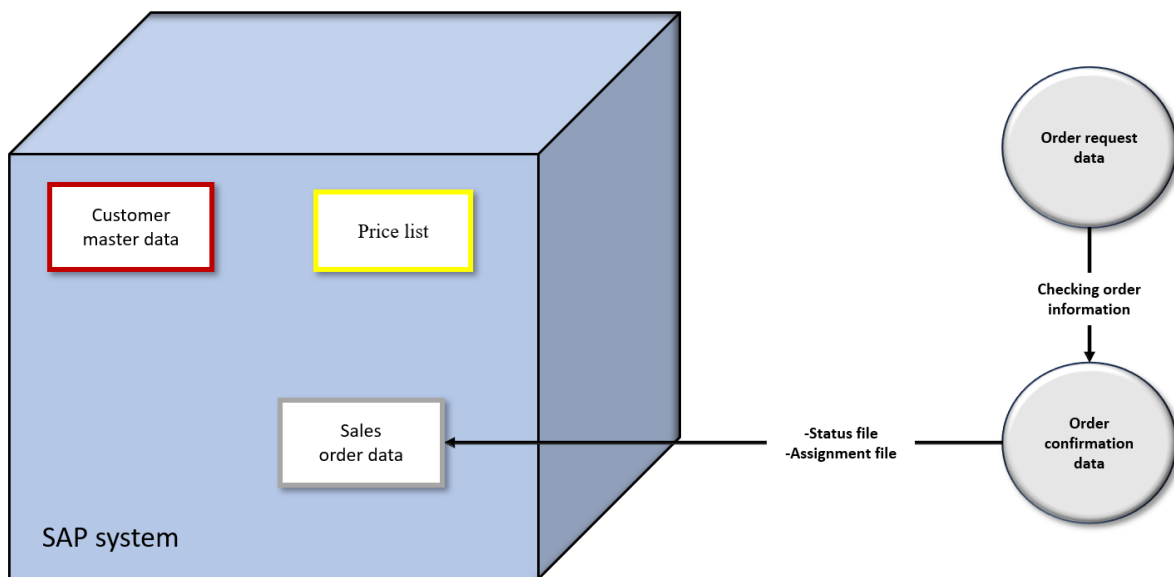 Order request
data
Customer
master data
Price list
Checking order
information
Sales
order data
-Status file
-Assignment file
Order
confirmation
data
SAP system